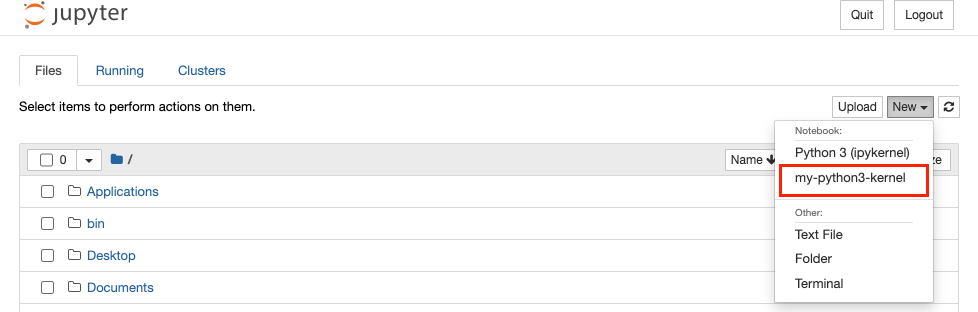 jupyter
Quit
Logout
Files
Running
Clusters
Select items to perform actions on them.
Upload
New
Notebook:
Python 3 (ipykernel)
my-python3-kernel
Other:
Text File
Folder
Terminal
0
/
Name
ze
Applications
bin
Desktop
Documents